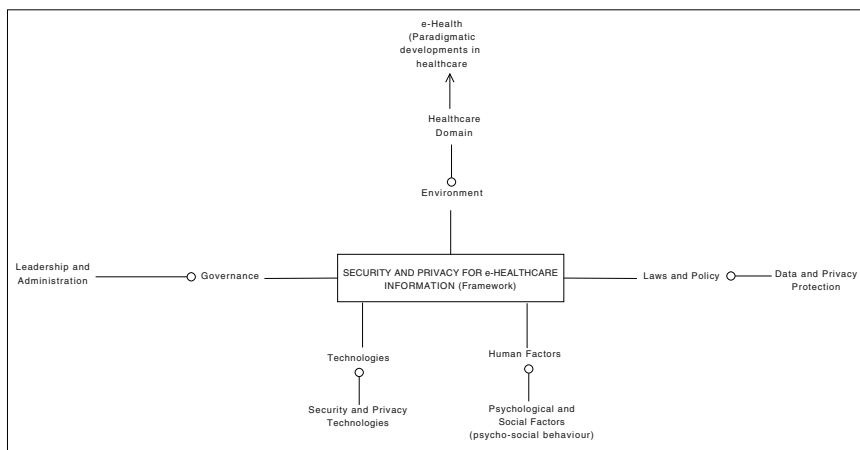 e-Health
(Paradigmatic
developments in
healthcare
Healthcare
Domain
Environment
Leadership and
Administration
Governance
SECURITY AND PRIVACY FOR e-HEALTHCARE
INFORMATION (Framework)
Laws and Policy
Data and Privacy
Protection
Technologies
Security and Privacy
Technologies
Human Factors
Psychological and
Social Factors
(psycho-social behaviour)